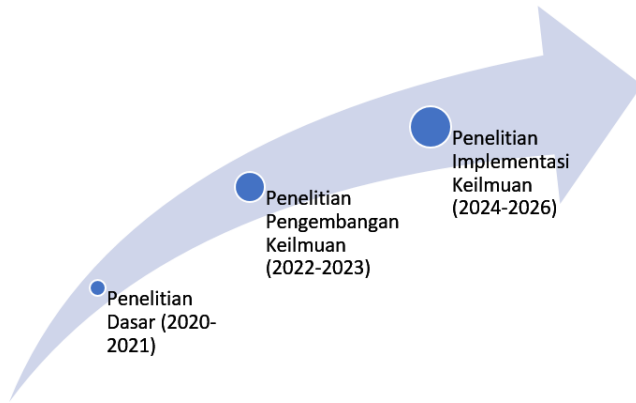 Penelitian
Dasar (2020-
2021)
Penelitian
Pengembangan
Keilmuan
(2022-2023)
Penelitian
Implementasi
Keilmuan
(2024-2026)